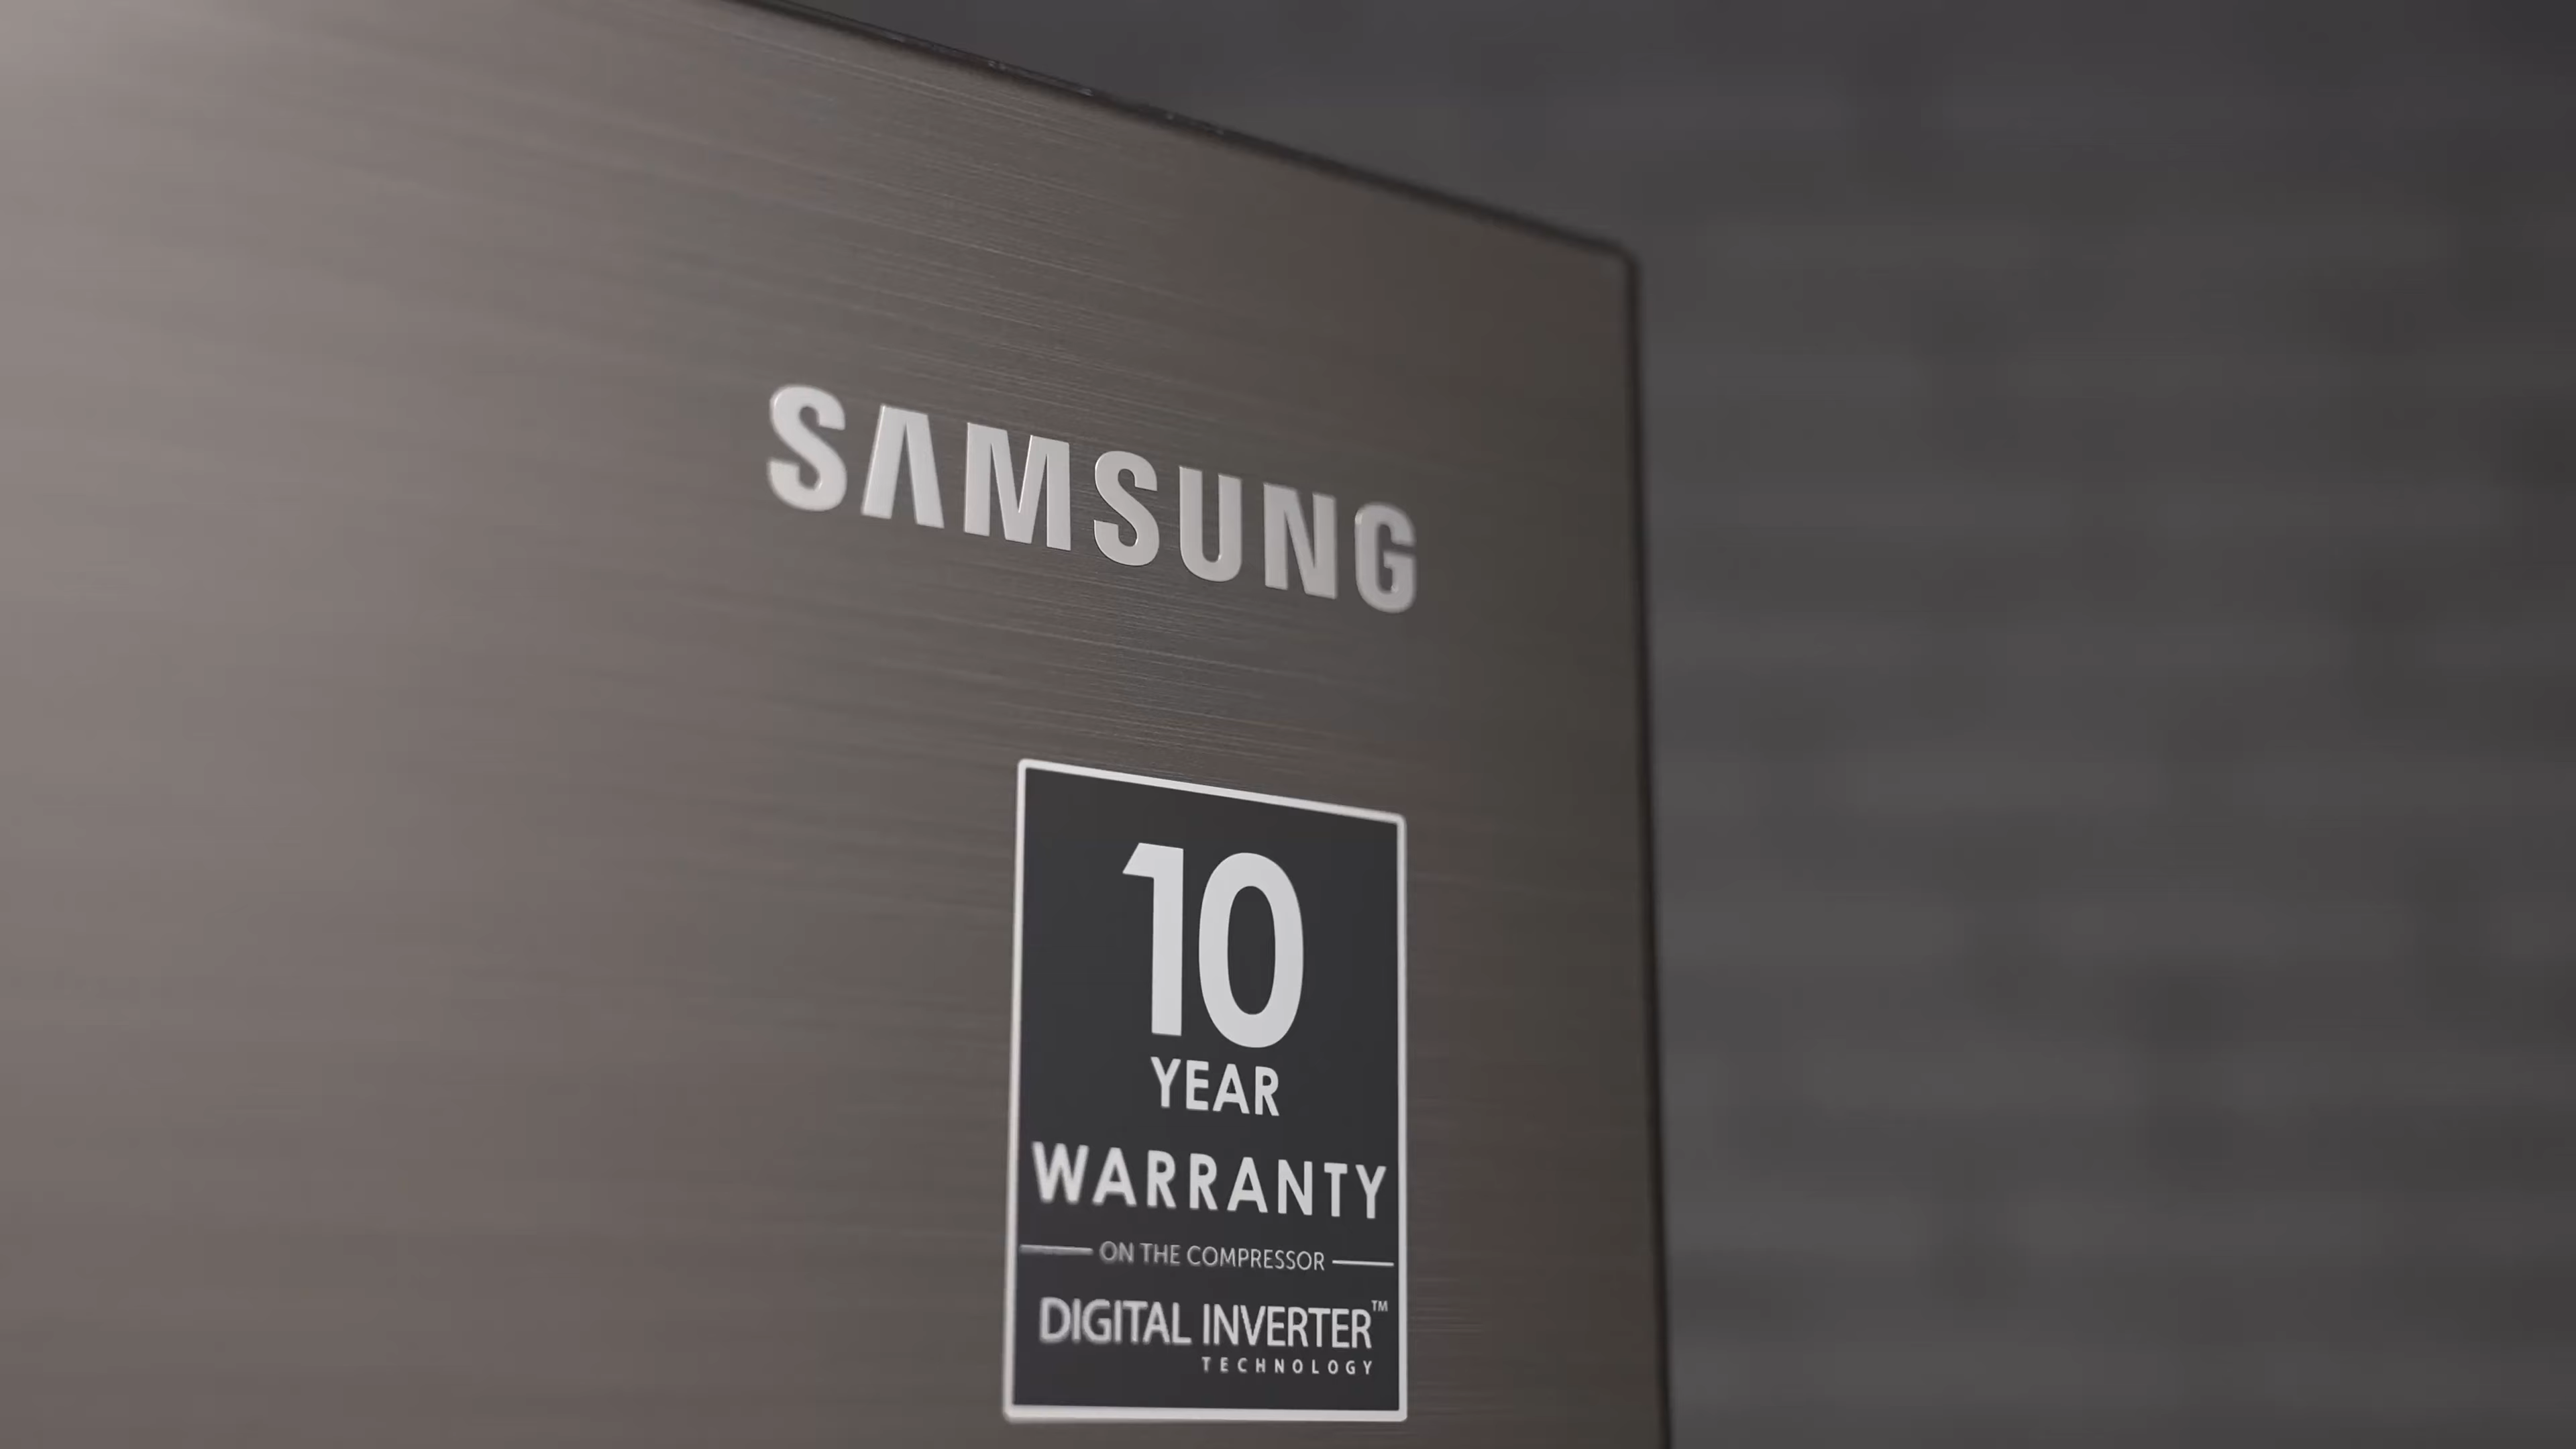 SAMSUNG
10
YEAR
WARRANTY
ON THE COMPRESSOR
DIGITAL INVERTER™
TECHNOLOGY